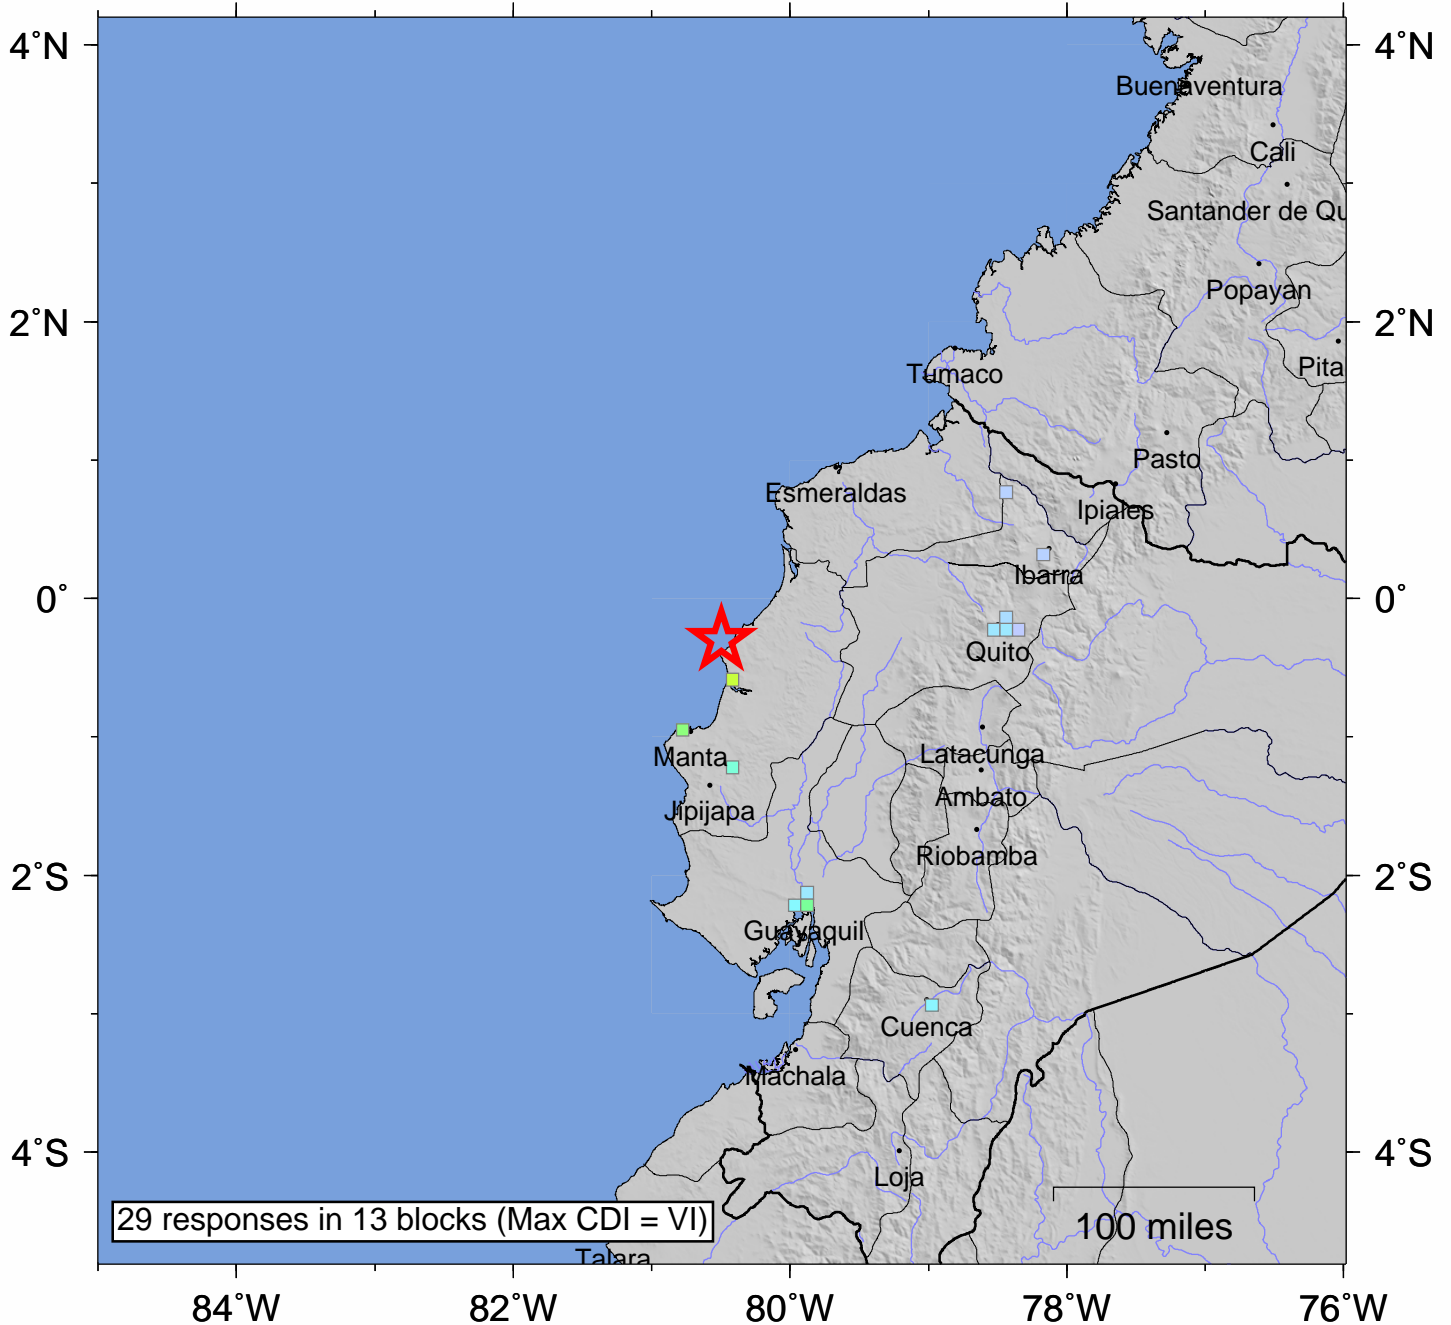 4°N
4°N
Buenaventura
Cali
Santander de Qu
Popayan
2°N
2°N
Pita
Tumaco
Pasto
Esmeraldas
Ipiales
Ibarra
0°
0°
Quito
Manta
Latacunga
Ambato
Jipijapa
Riobamba
2°S
2°S
Guayaquil
Cuenca
Machala
4°S
4°S
Loja
29 responses in 13 blocks (Max CDI = VI)
100 miles
Talara
84°W
82°W
80°W
78°W
76°W